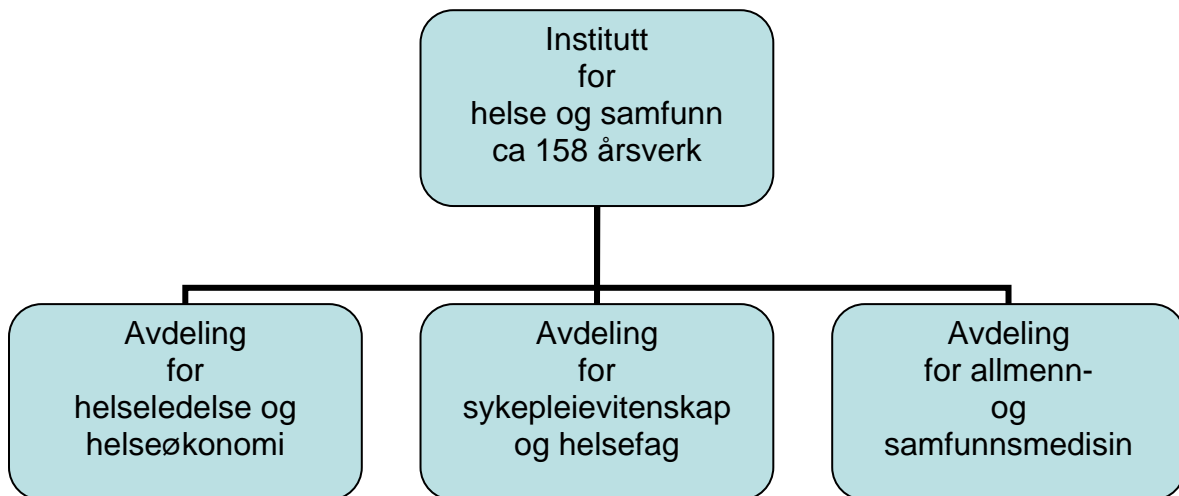 Institutt
for
helse og samfunn
ca 158 årsverk
Avdeling
for
helseledelse og
helseøkonomi
Avdeling
for
sykepleievitenskap
og helsefag
Avdeling
for allmenn-
og
samfunnsmedisin